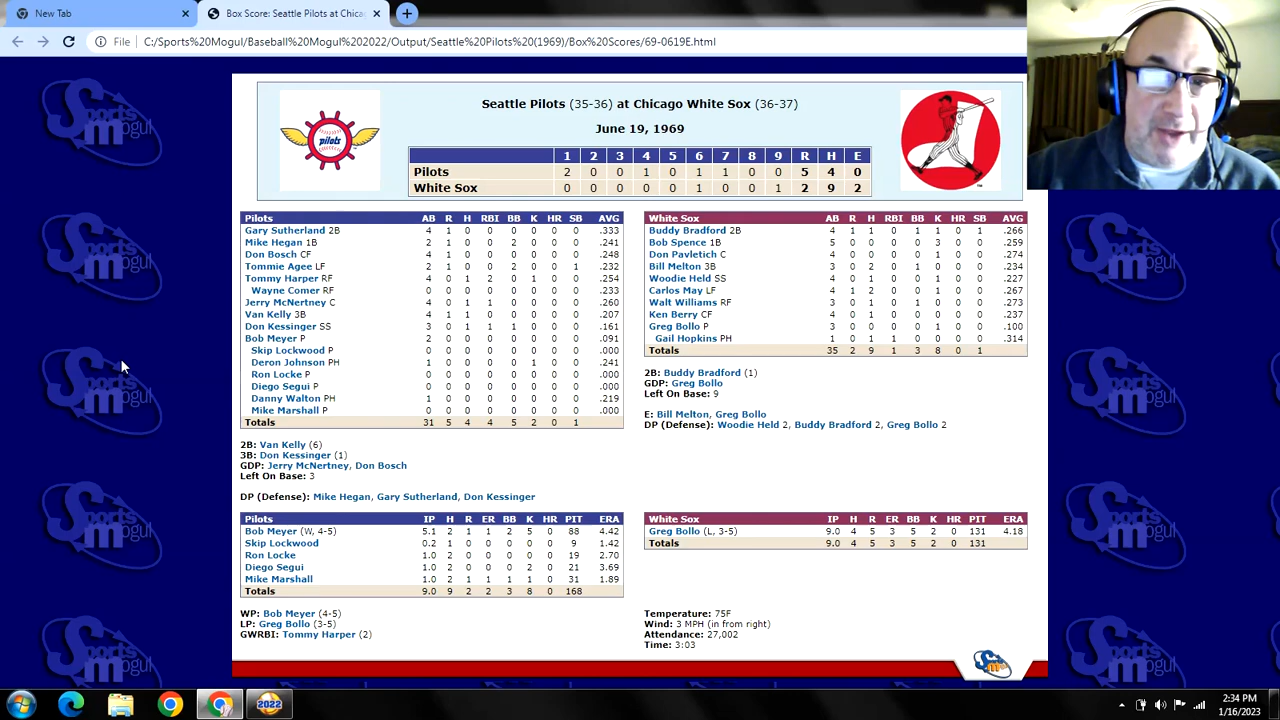 New Tab
Box Score: Seattle Pilots at Chicag
File C:/Sports%20Mogul/Baseball%20Mogul%202022/Output/Seattle%20Pilots%20(1969)/Box%20Scores/69-0619E.html
Seattle Pilots (35-36) at Chicago White Sox (36-37)
June 19, 1969
pilots
1 2 3 4 5 6 7 8 9 R H E
Pilots 2 0 0 1 0 1 1 0 0 5 4 0
White Sox 0 0 0 0 0 1 0 0 1 2 9 2
Pilots AB R H RBI BB K HR SB AVG
Gary Sutherland 2B 4 1 0 0 0 0 0 0 .333
Mike Hegan 1B 2 1 0 0 2 0 0 0 .241
Don Bosch CF 4 1 0 0 0 0 0 0 .248
Tommie Agee LF 2 1 0 0 2 0 0 1 .232
Tommy Harper RF 4 0 1 2 0 1 0 0 .254
Wayne Comer RF 0 0 0 0 0 0 0 0 .233
Jerry McNertney C 4 0 1 1 0 0 0 0 .260
Van Kelly 3B 4 1 1 0 0 0 0 0 .207
Don Kessinger SS 3 0 1 1 1 0 0 0 .161
Bob Meyer P 2 0 0 0 0 0 0 0 .091
Skip Lockwood P 0 0 0 0 0 0 0 0 .000
Deron Johnson PH 1 0 0 0 0 1 0 0 .241
Ron Locke P 0 0 0 0 0 0 0 0 .000
Diego Segui P 0 0 0 0 0 0 0 0 .000
Danny Walton PH 1 0 0 0 0 0 0 0 .219
Mike Marshall P 0 0 0 0 0 0 0 0 .000
Totals 31 5 4 4 5 2 0 1
2B: Van Kelly (6)
3B: Don Kessinger (1)
GDP: Jerry McNertney, Don Bosch
Left On Base: 3
DP (Defense): Mike Hegan, Gary Sutherland, Don Kessinger
White Sox AB R H RBI BB K HR SB AVG
Buddy Bradford 2B 4 1 1 0 1 1 0 1 .266
Bob Spence 1B 5 0 0 0 0 3 0 0 .259
Don Pavletich C 4 0 0 0 0 1 0 0 .274
Bill Melton 3B 3 0 2 0 1 0 0 0 .234
Woodie Held SS 4 0 1 0 0 1 0 0 .227
Carlos May LF 4 1 2 0 0 1 0 0 .267
Walt Williams RF 3 0 1 0 1 0 0 0 .273
Ken Berry CF 4 0 1 0 0 0 0 0 .237
Greg Bollo P 3 0 0 0 0 1 0 0 .100
Gail Hopkins PH 1 0 1 1 0 0 0 0 .314
Totals 35 2 9 1 3 8 0 1
2B: Buddy Bradford (1)
GDP: Greg Bollo
Left On Base: 9
E: Bill Melton, Greg Bollo
DP (Defense): Woodie Held 2, Buddy Bradford 2, Greg Bollo 2
Pilots IP H R ER BB K HR PIT ERA
Bob Meyer (W, 4-5) 5.1 2 1 1 2 5 0 88 4.42
Skip Lockwood 0.2 1 0 0 0 0 0 9 1.42
Ron Locke 1.0 2 0 0 0 0 0 19 2.70
Diego Segui 1.0 2 0 0 0 2 0 21 3.69
Mike Marshall 1.0 2 1 1 1 1 0 31 1.89
Totals 9.0 9 2 2 3 8 0 168
White Sox IP H R ER BB K HR PIT ERA
Greg Bollo (L, 3-5) 9.0 4 5 3 5 2 0 131 4.18
Totals 9.0 4 5 3 5 2 0 131
WP: Bob Meyer (4-5)
LP: Greg Bollo (3-5)
GWRBI: Tommy Harper (2)
Temperature: 75F
Wind: 3 MPH (in from right)
Attendance: 27,002
Time: 3:03
Sports Mogul
Sports Mogul
Sports Mogul
Sports Mogul
Sports Mogul
Sports Mogul
Sports Mogul
Sports Mogul
Sports Mogul
Sports Mogul
2022
2:34 PM
1/16/2023